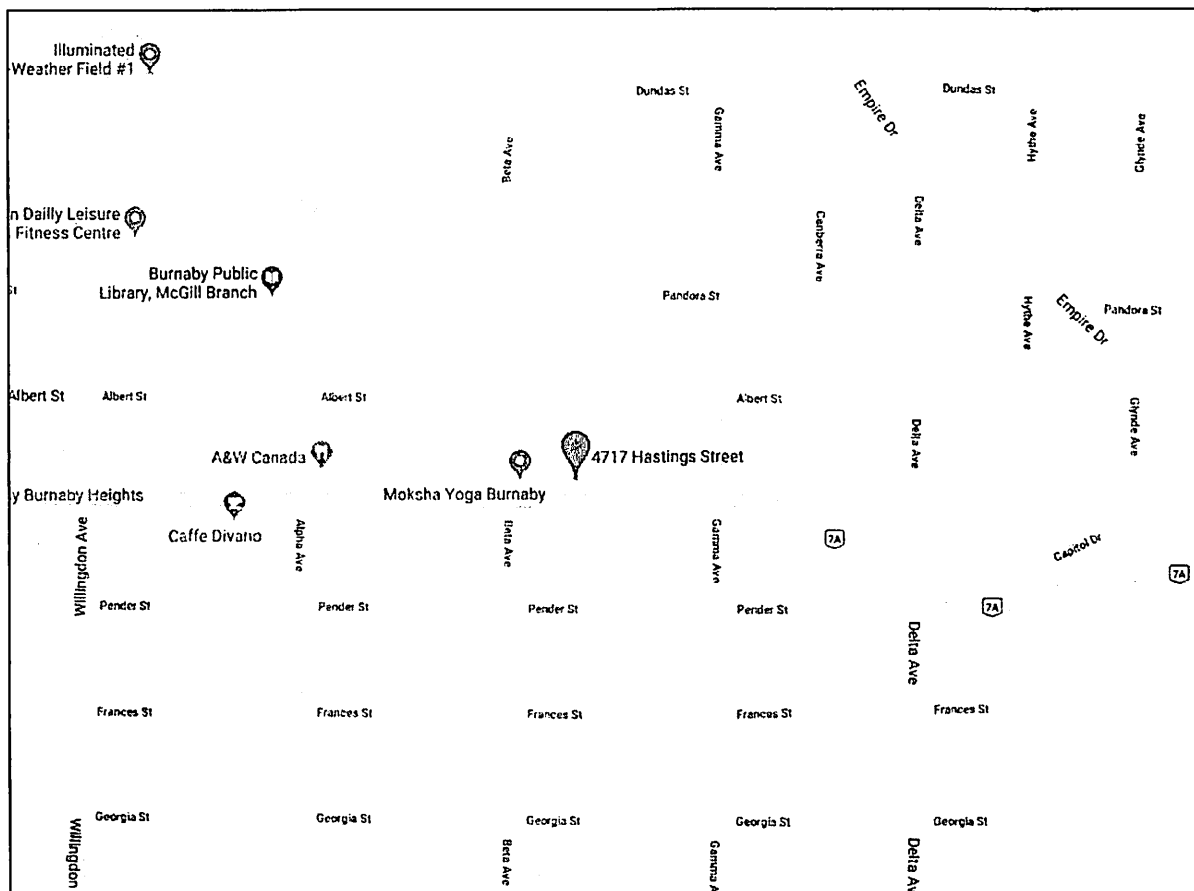 Illuminated
-Weather Field #1
Dundas St
Empire Dr
Dundas St
Beta Ave
Gamma Ave
Hythe Ave
Glynde Ave
n Dailly Leisure
Fitness Centre
Canberra Ave
Delta Ave
Burnaby Public
Library, McGill Branch
Pandora St
Hythe Ave
Empire Dr
Pandora St
Albert St
Albert St
Albert St
Albert St
Glynde Ave
A&W Canada
4717 Hastings Street
Delta Ave
Moksha Yoga Burnaby
y Burnaby Heights
Caffe Divano
Willingdon Ave
Alpha Ave
Beta Ave
Gamma Ave
7A
Capitol Dr
7A
Pender St
Pender St
Pender St
Pender St
7A
Delta Ave
Frances St
Frances St
Frances St
Frances St
Frances St
Georgia St
Georgia St
Georgia St
Georgia St
Georgia St
Willingdon
Beta Ave
Gamma A
Delta Av